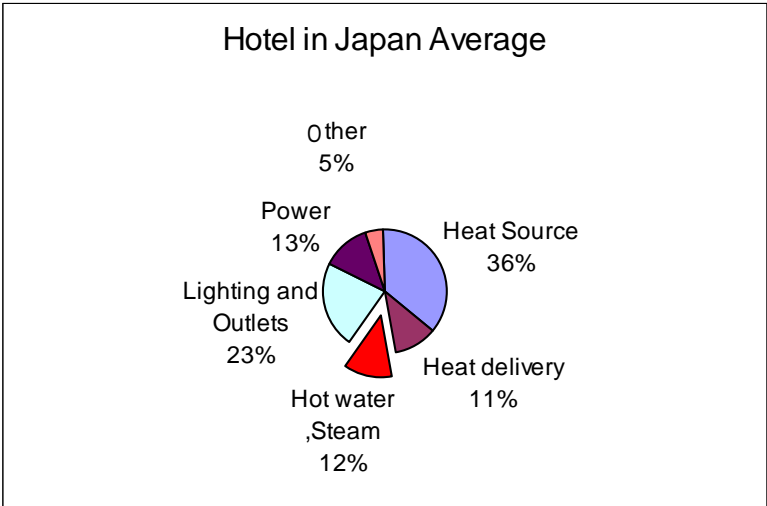 Hotel in Japan Average
Other
5%
Power
13%
Heat Source
36%
Lighting and
Outlets
23%
Heat delivery
11%
Hot water
,Steam
12%